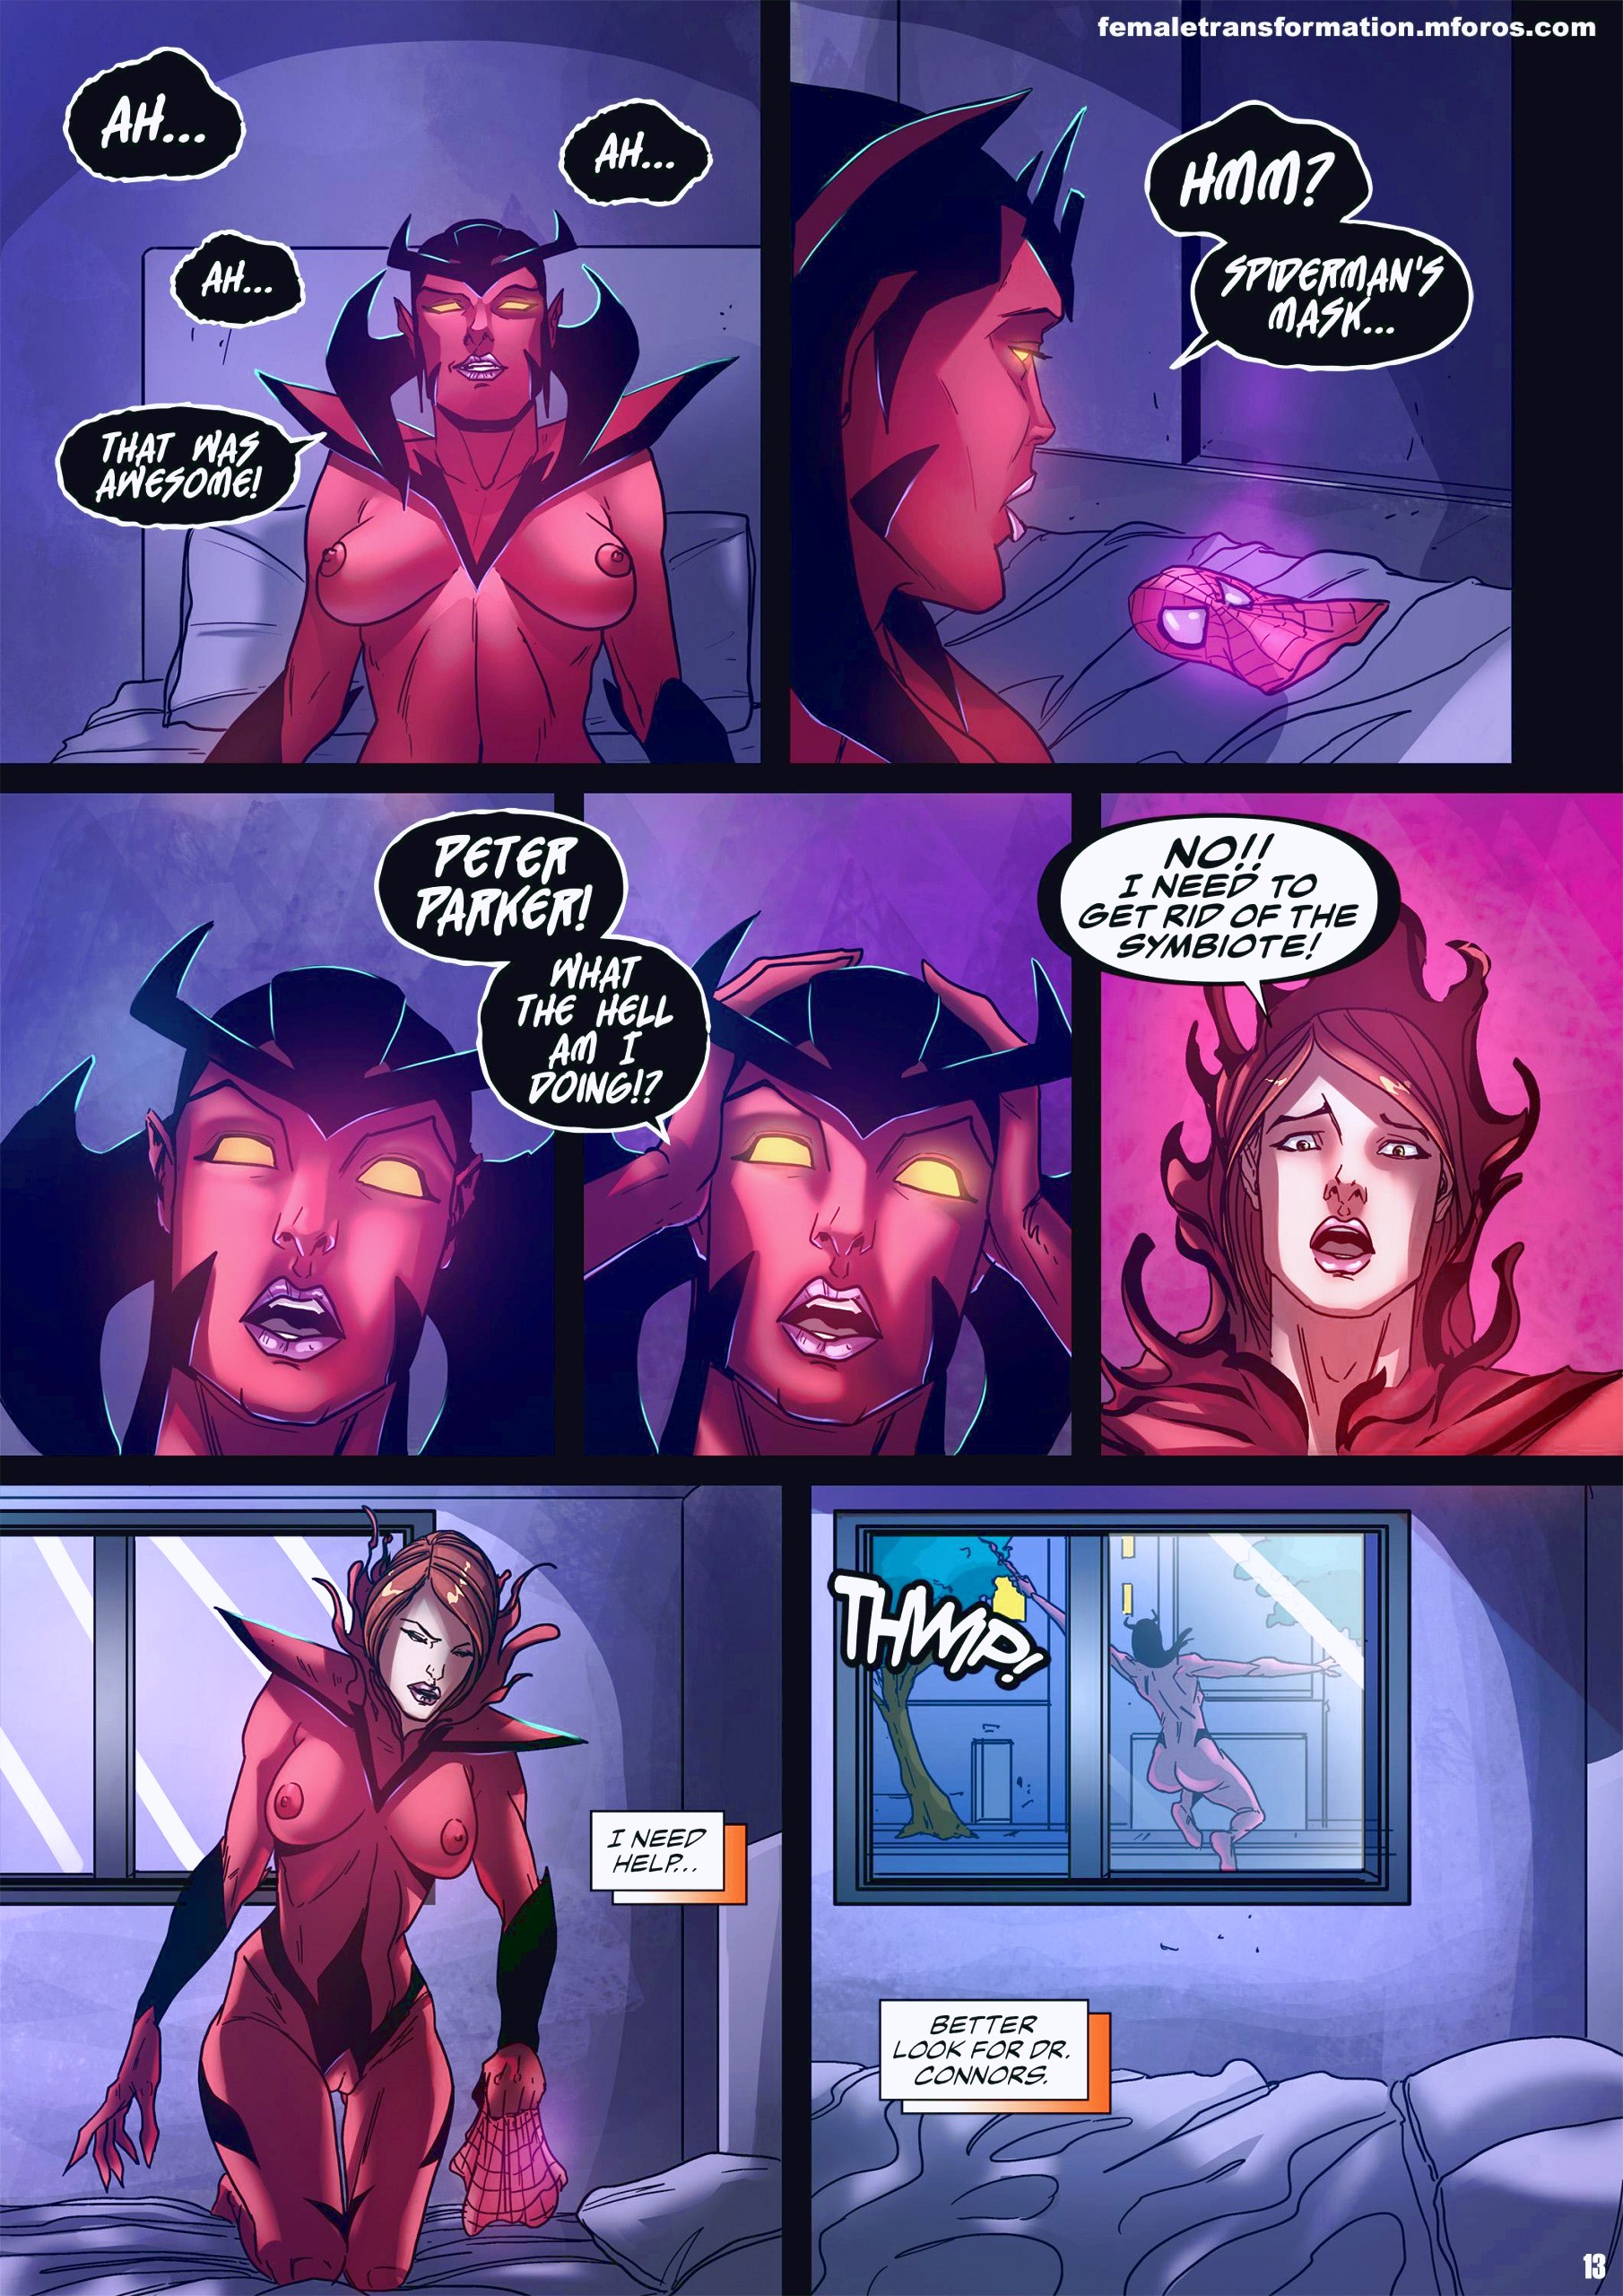 femaletransformation.mforos.com
AH...
AH...
AH...
THAT WAS
AWESOME!
HMM?
SPIDERMAN'S
MASK...
PETER
PARKER!
WHAT
THE HELL
AM I
DOING!?
NO!!
I NEED TO
GET RID OF THE
SYMBIOTE!
I NEED
HELP...
THWIP!
BETTER
LOOK FOR DR.
CONNORS.
13